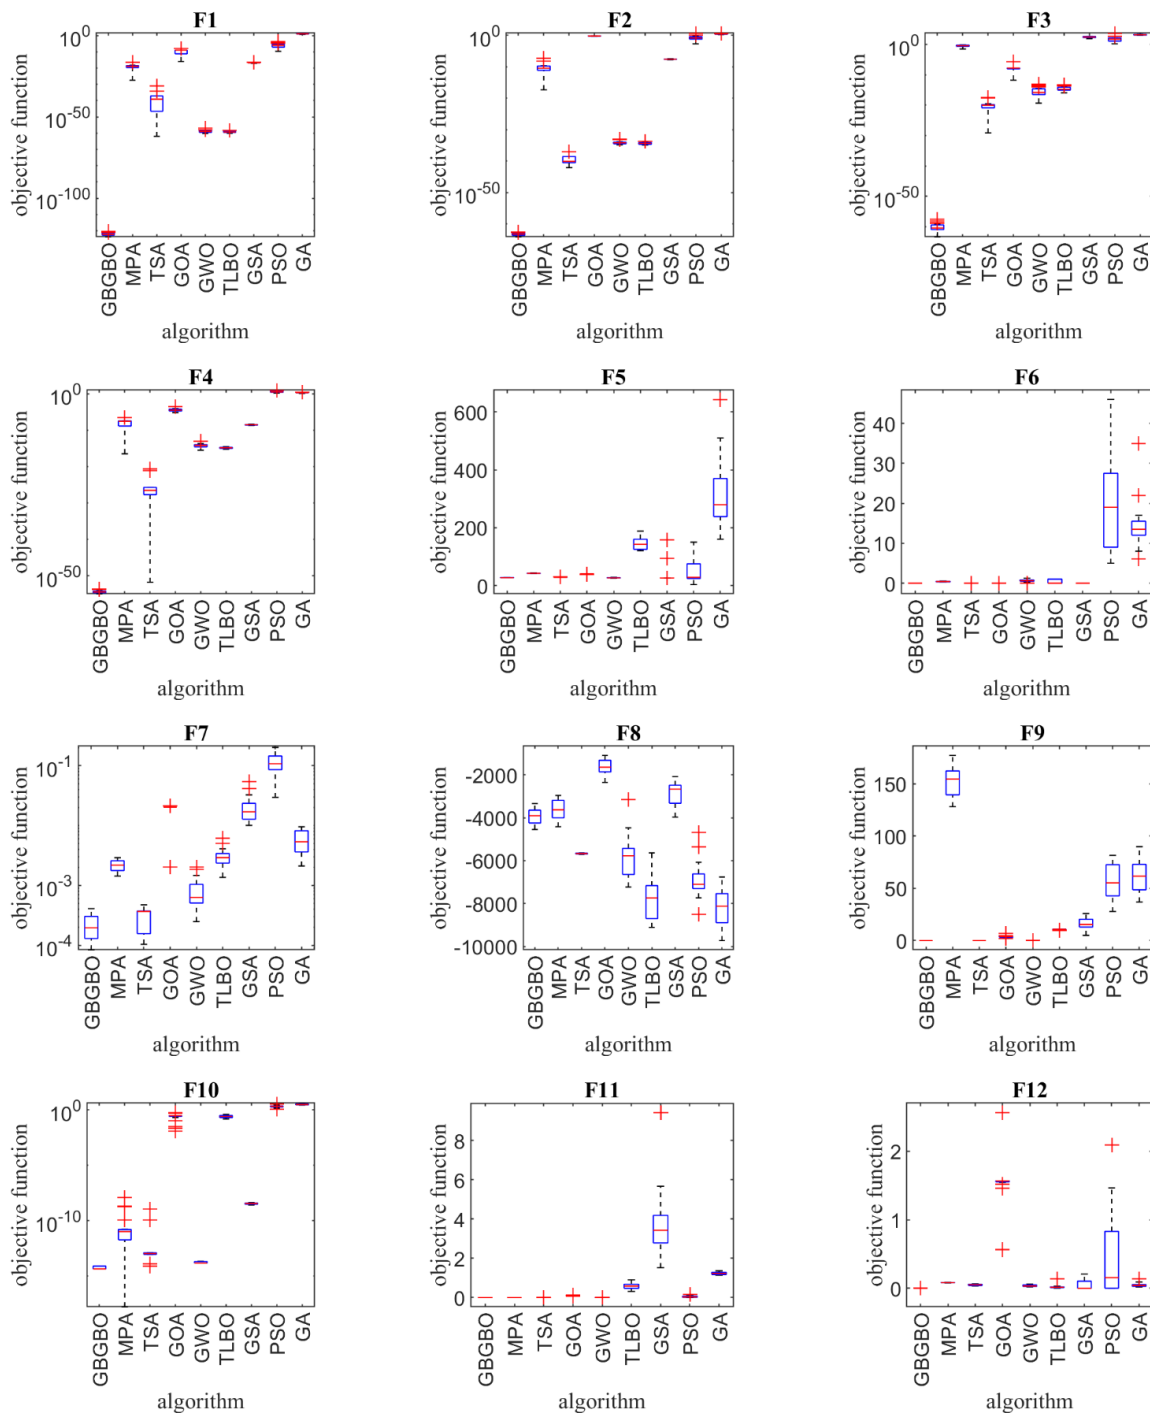 F1
10^0
10^-50
10^-100
objective function
GBGBO
MPA
TSA
GOA
GWO
TLBO
GSA
PSO
GA
algorithm
F2
10^0
10^-50
objective function
GBGBO
MPA
TSA
GOA
GWO
TLBO
GSA
PSO
GA
algorithm
F3
10^0
10^-50
objective function
GBGBO
MPA
TSA
GOA
GWO
TLBO
GSA
PSO
GA
algorithm
F4
10^0
10^-50
objective function
GBGBO
MPA
TSA
GOA
GWO
TLBO
GSA
PSO
GA
algorithm
F5
600
400
200
0
objective function
GBGBO
MPA
TSA
GOA
GWO
TLBO
GSA
PSO
GA
algorithm
F6
40
30
20
10
0
objective function
GBGBO
MPA
TSA
GOA
GWO
TLBO
GSA
PSO
GA
algorithm
F7
10^-1
10^-3
10^-4
objective function
GBGBO
MPA
TSA
GOA
GWO
TLBO
GSA
PSO
GA
algorithm
F8
-2000
-4000
-6000
-8000
-10000
objective function
GBGBO
MPA
TSA
GOA
GWO
TLBO
GSA
PSO
GA
algorithm
F9
150
100
50
0
objective function
GBGBO
MPA
TSA
GOA
GWO
TLBO
GSA
PSO
GA
algorithm
F10
10^0
10^-10
objective function
GBGBO
MPA
TSA
GOA
GWO
TLBO
GSA
PSO
GA
algorithm
F11
8
6
4
2
0
objective function
GBGBO
MPA
TSA
GOA
GWO
TLBO
GSA
PSO
GA
algorithm
F12
2
1
0
objective function
GBGBO
MPA
TSA
GOA
GWO
TLBO
GSA
PSO
GA
algorithm